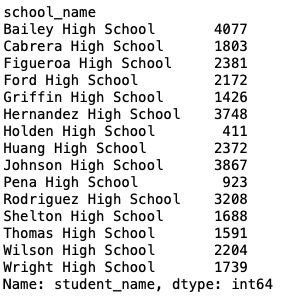 school_name
Bailey High School 4077
Cabrera High School 1803
Figueroa High School 2381
Ford High School 2172
Griffin High School 1426
Hernandez High School 3748
Holden High School 411
Huang High School 2372
Johnson High School 3867
Pena High School 923
Rodriguez High School 3208
Shelton High School 1688
Thomas High School 1591
Wilson High School 2204
Wright High School 1739
Name: student_name, dtype: int64